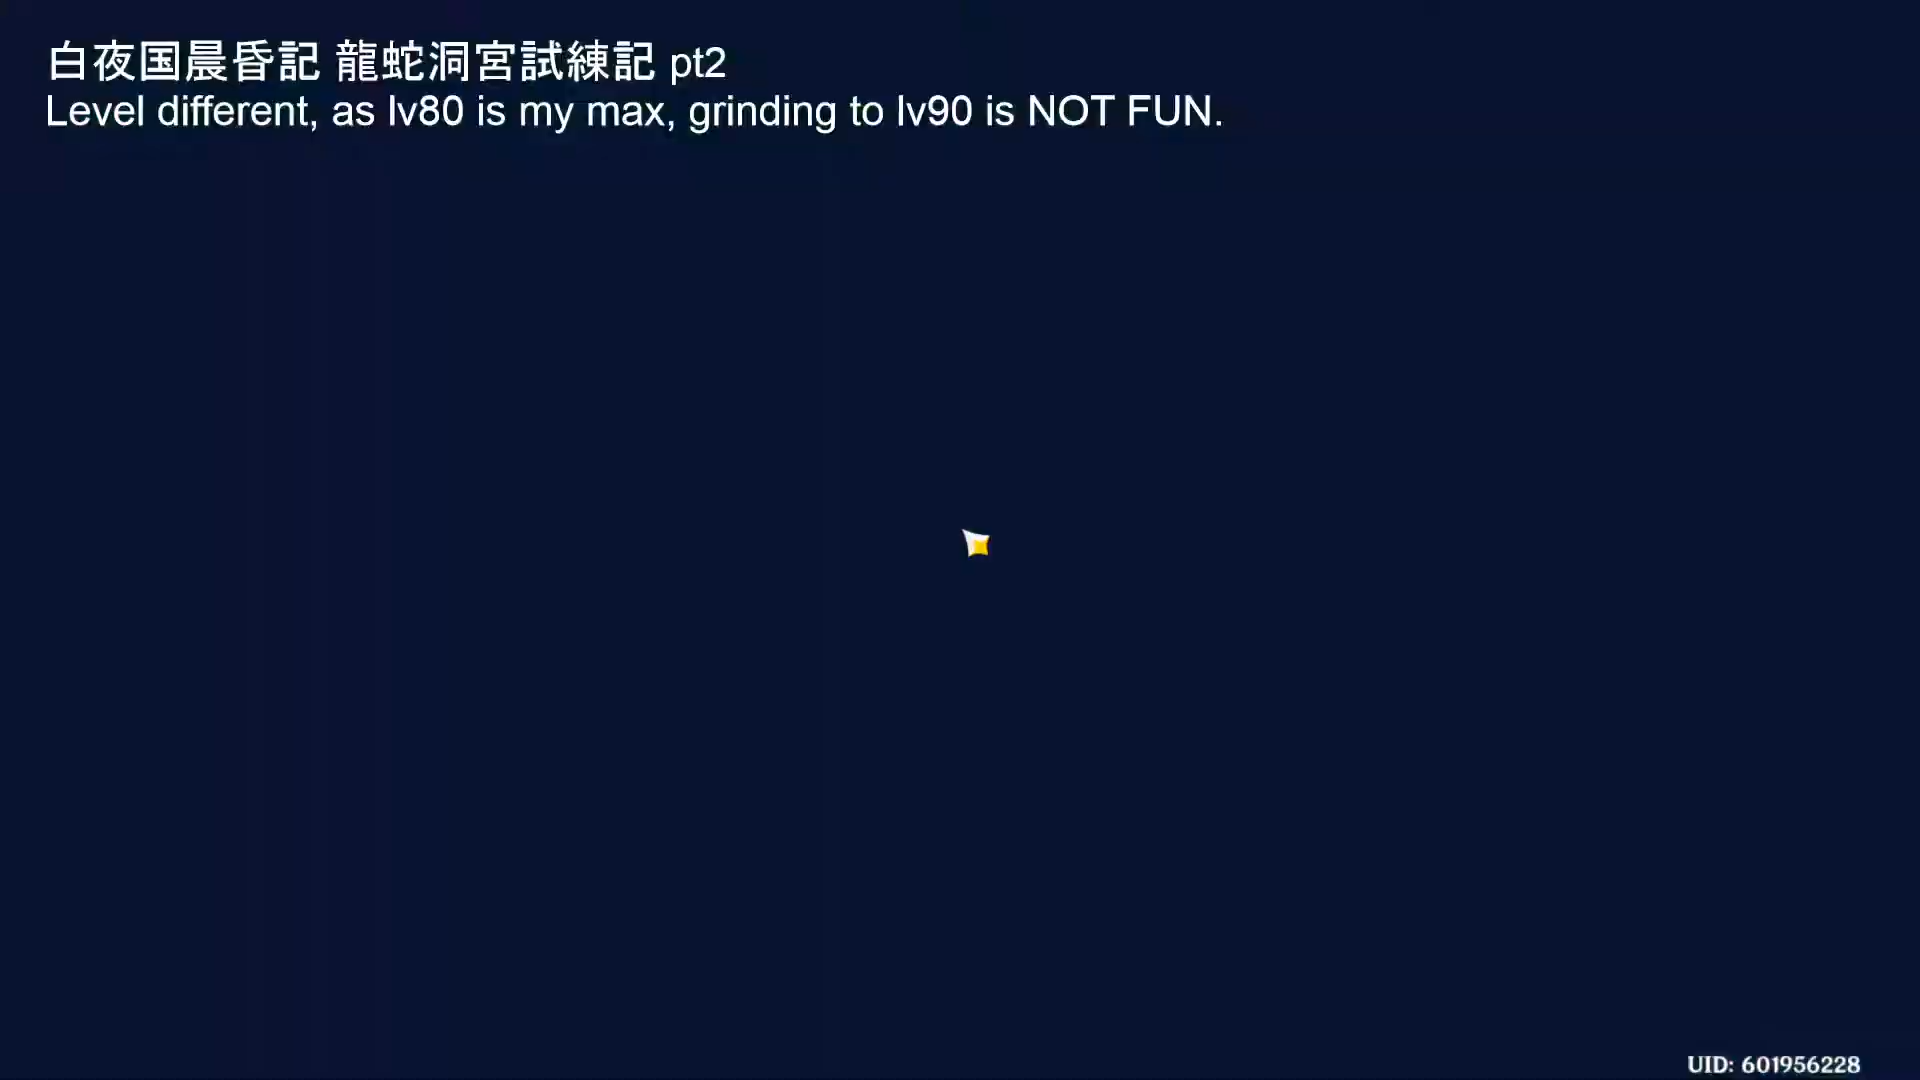 白夜国晨昏記 龍蛇洞宮試練記 pt2
Level different, as lv80 is my max, grinding to lv90 is NOT FUN.
UID: 601956228